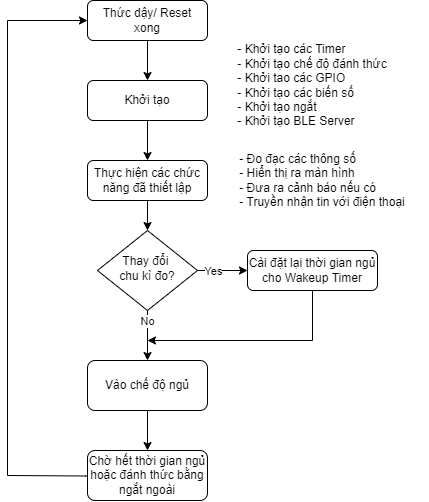 Thức dậy/ Reset
xong
- Khởi tạo các Timer
- Khởi tạo chế độ đánh thức
- Khởi tạo các GPIO
- Khởi tạo các biến số
- Khởi tạo ngắt
- Khởi tạo BLE Server
Khởi tạo
Thực hiện các chức
năng đã thiết lập
- Đo đạc các thông số
- Hiển thị ra màn hình
- Đưa ra cảnh báo nếu có
- Truyền nhận tin với điện thoại
Thay đổi
chu kì đo?
Yes
Cài đặt lại thời gian ngủ
cho Wakeup Timer
No
Vào chế độ ngủ
Chờ hết thời gian ngủ
hoặc đánh thức bằng
ngắt ngoài